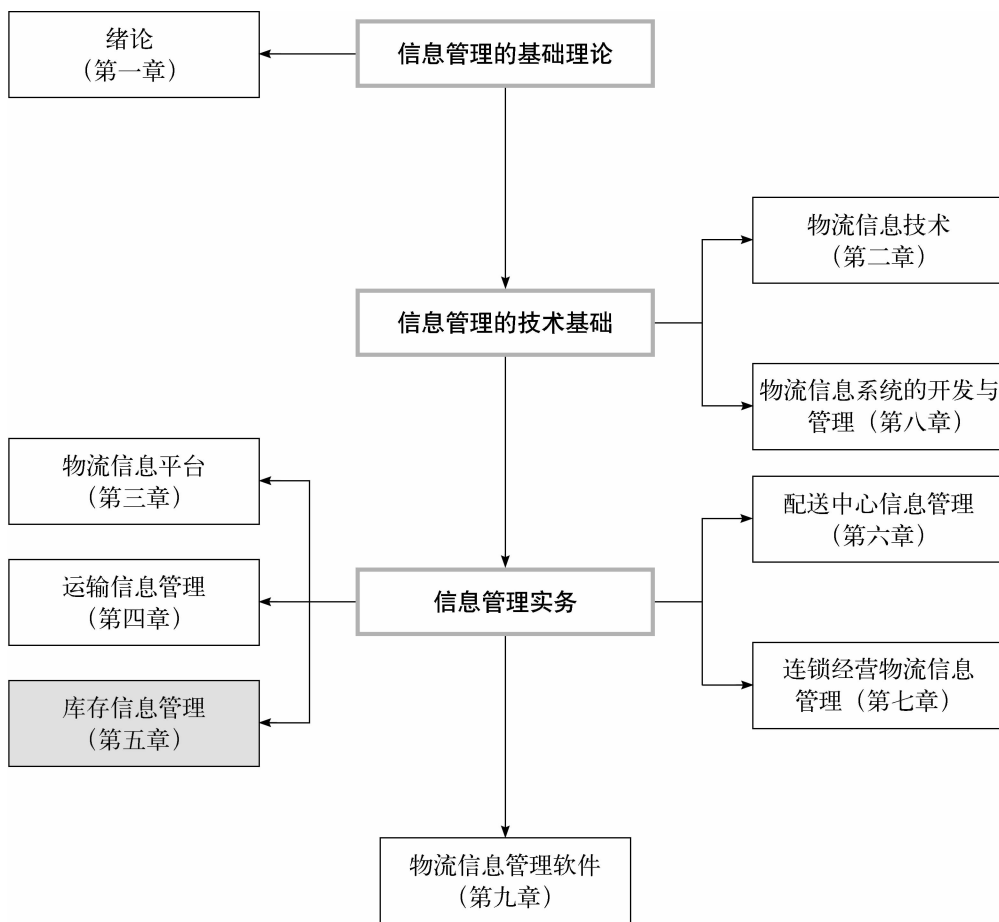 绪论
（第一章）
信息管理的基础理论
物流信息技术
（第二章）
信息管理的技术基础
物流信息系统的开发与
管理（第八章）
物流信息平台
（第三章）
配送中心信息管理
（第六章）
运输信息管理
（第四章）
信息管理实务
库存信息管理
（第五章）
连锁经营物流信息
管理（第七章）
物流信息管理软件
（第九章）